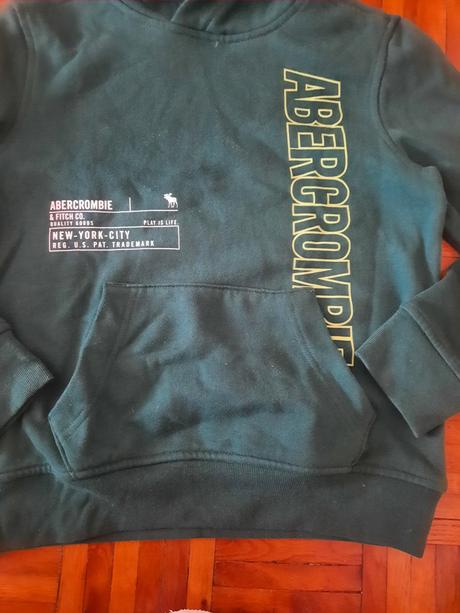 ABERCROMBIE
& FITCH CO.
QUALITY GOODS PLAY IS LIFE
NEW-YORK-CITY
REG. U.S. PAT. TRADEMARK
ABERCROMBIE